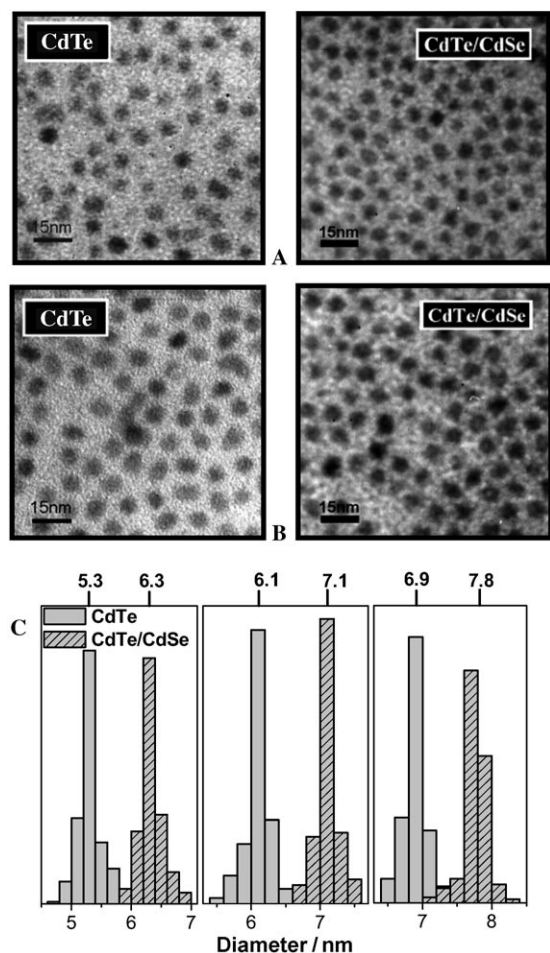 CdTe
CdTe/CdSe
15nm
15nm
A
CdTe
CdTe/CdSe
15nm
15nm
B
5.3 6.3 6.1 7.1 6.9 7.8
C
CdTe
CdTe/CdSe
5 6 7 6 7 7 8
Diameter / nm